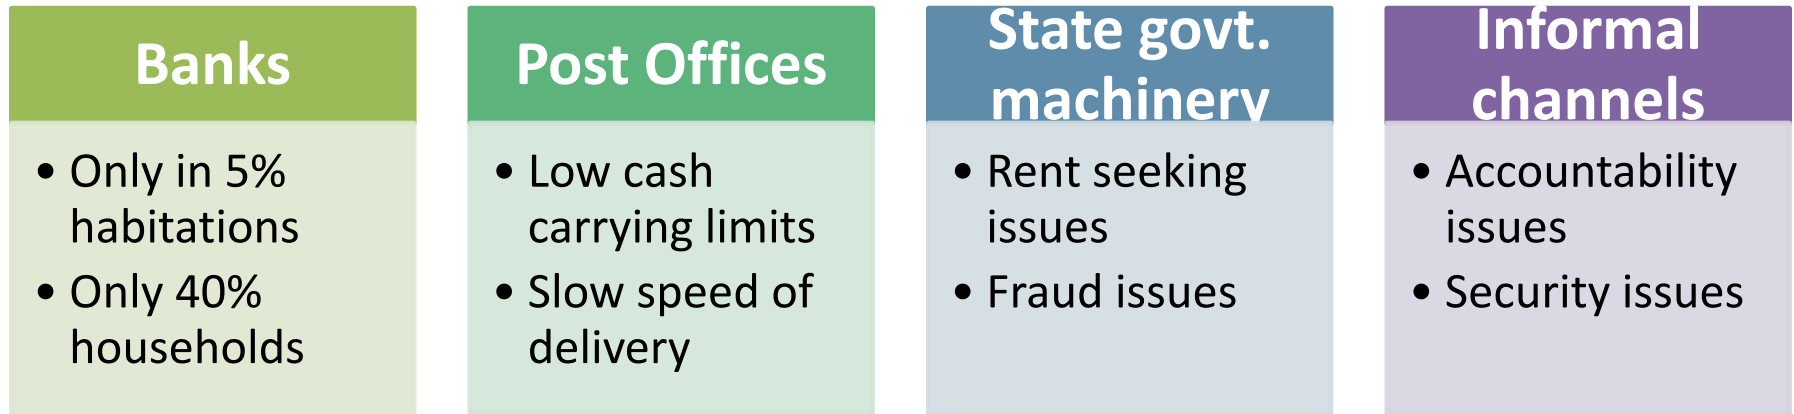 Banks
• Only in 5%
habitations
• Only 40%
households
Post Offices
• Low cash
carrying limits
• Slow speed of
delivery
State govt.
machinery
• Rent seeking
issues
• Fraud issues
Informal
channels
• Accountability
issues
• Security issues